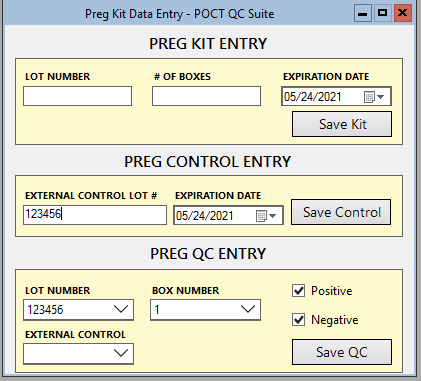 Preg Kit Data Entry - POCT QC Suite
PREG KIT ENTRY
LOT NUMBER # OF BOXES EXPIRATION DATE
05/24/2021
Save Kit
PREG CONTROL ENTRY
EXTERNAL CONTROL LOT # EXPIRATION DATE
123456 05/24/2021 Save Control
PREG QC ENTRY
LOT NUMBER BOX NUMBER Positive
123456 1
Negative
EXTERNAL CONTROL
Save QC